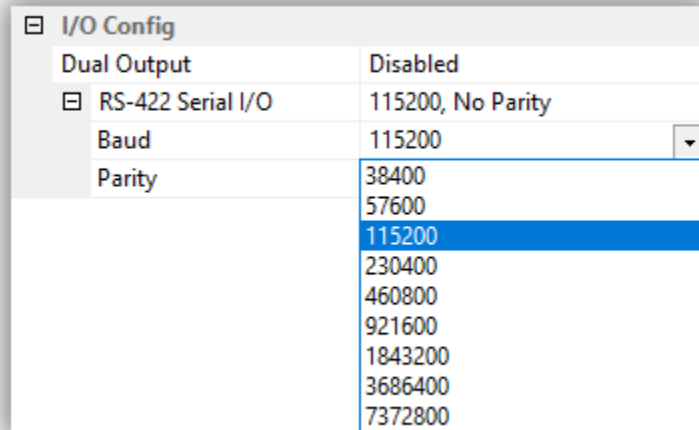 I/O Config
Dual Output Disabled
RS-422 Serial I/O 115200, No Parity
Baud 115200
Parity
38400
57600
115200
230400
460800
921600
1843200
3686400
7372800